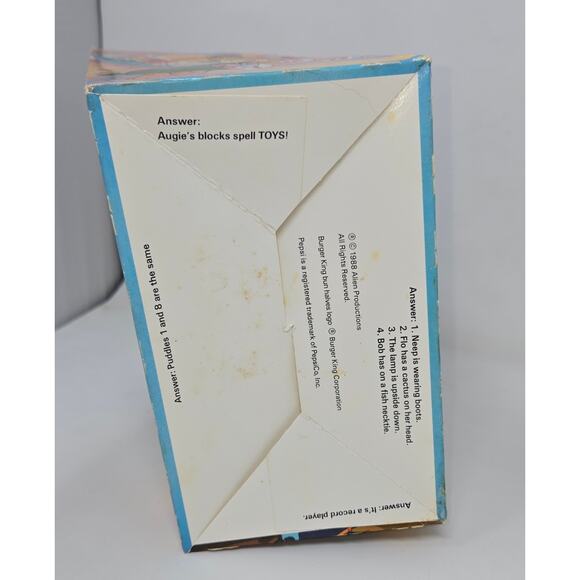 Answer:
Augie's blocks spell TOYS!
Answer: Puddles 1 and 8 are the same
℗ © 1988 Alien Productions
All Rights Reserved.
Burger King bun halves logo ® Burger King Corporation
Pepsi is a registered trademark of PepsiCo, Inc.
Answer: 1. Neep is wearing boots.
2. Flo has a cactus on her head.
3. The lamp is upside down.
4. Bob has on a fish necktie.
Answer: It's a record player.